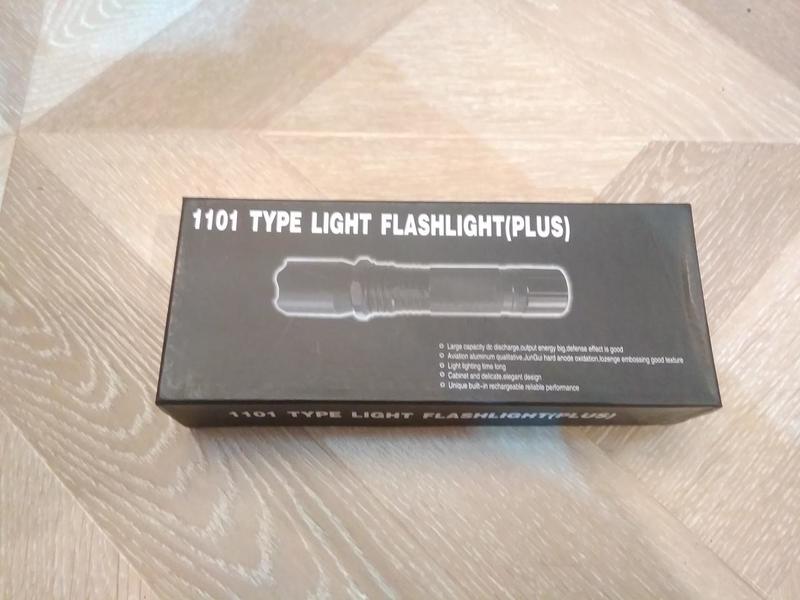 1101 TYPE LIGHT FLASHLIGHT(PLUS)
Large capacity dc discharge,output energy big,defense effect is good
Aviation aluminum qualitative,JunGui hard anode oxidation,lozenge embossing good texture
Light lighting time long
Cabinet and delicate,elegant design
Unique built-in rechargeable reliable performance
1101 TYPE LIGHT FLASHLIGHT(PLUS)